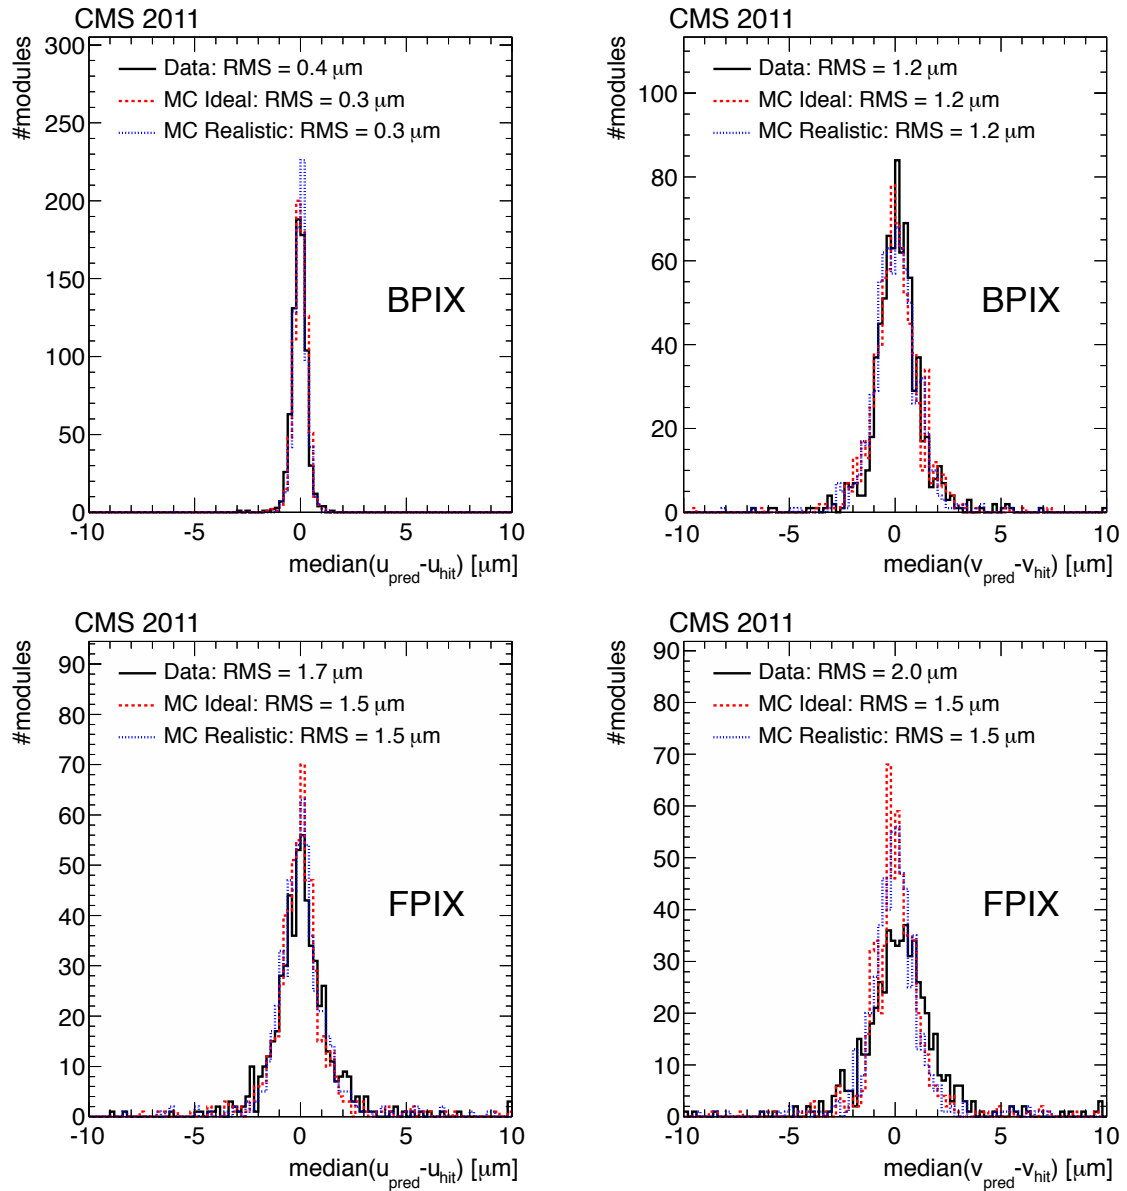 CMS 2011
#modules
Data: RMS = 0.4 μm
MC Ideal: RMS = 0.3 μm
MC Realistic: RMS = 0.3 μm
BPIX
300
250
200
150
100
50
0
-10 -5 0 5 10
median(u_pred-u_hit) [μm]
CMS 2011
#modules
Data: RMS = 1.2 μm
MC Ideal: RMS = 1.2 μm
MC Realistic: RMS = 1.2 μm
BPIX
100
80
60
40
20
0
-10 -5 0 5 10
median(v_pred-v_hit) [μm]
CMS 2011
#modules
Data: RMS = 1.7 μm
MC Ideal: RMS = 1.5 μm
MC Realistic: RMS = 1.5 μm
FPIX
90
80
70
60
50
40
30
20
10
0
-10 -5 0 5 10
median(u_pred-u_hit) [μm]
CMS 2011
#modules
Data: RMS = 2.0 μm
MC Ideal: RMS = 1.5 μm
MC Realistic: RMS = 1.5 μm
FPIX
90
80
70
60
50
40
30
20
10
0
-10 -5 0 5 10
median(v_pred-v_hit) [μm]